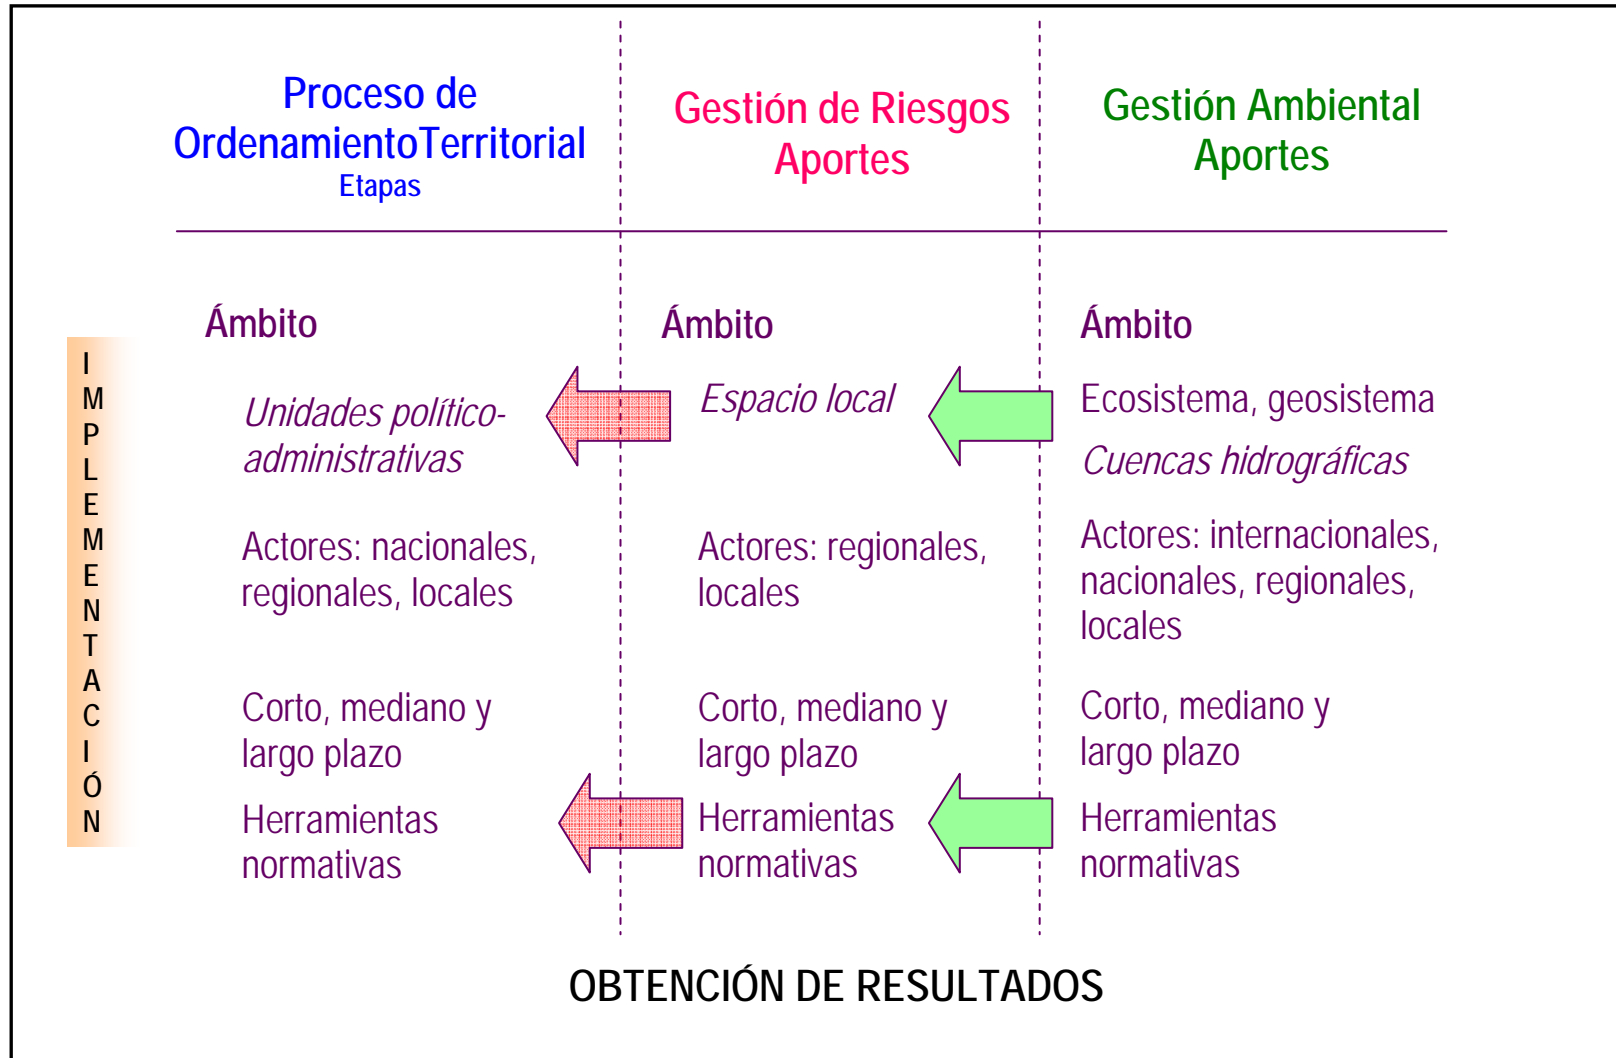 Proceso de
OrdenamientoTerritorial
Etapas
Gestión de Riesgos
Aportes
Gestión Ambiental
Aportes
IMPLEMENTACIÓN
Ámbito
Unidades político-
administrativas
Actores: nacionales,
regionales, locales
Corto, mediano y
largo plazo
Herramientas
normativas
Ámbito
Espacio local
Actores: regionales,
locales
Corto, mediano y
largo plazo
Herramientas
normativas
Ámbito
Ecosistema, geosistema
Cuencas hidrográficas
Actores: internacionales,
nacionales, regionales,
locales
Corto, mediano y
largo plazo
Herramientas
normativas
OBTENCIÓN DE RESULTADOS